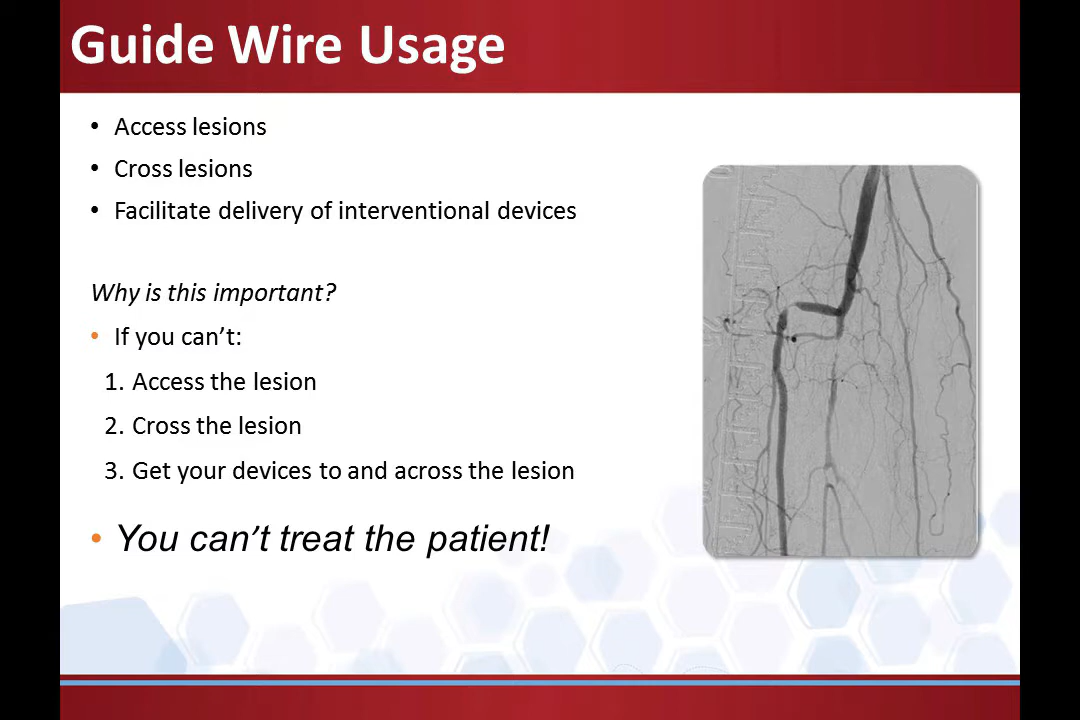 Guide Wire Usage
• Access lesions
• Cross lesions
• Facilitate delivery of interventional devices
Why is this important?
• If you can’t:
1. Access the lesion
2. Cross the lesion
3. Get your devices to and across the lesion
• You can’t treat the patient!